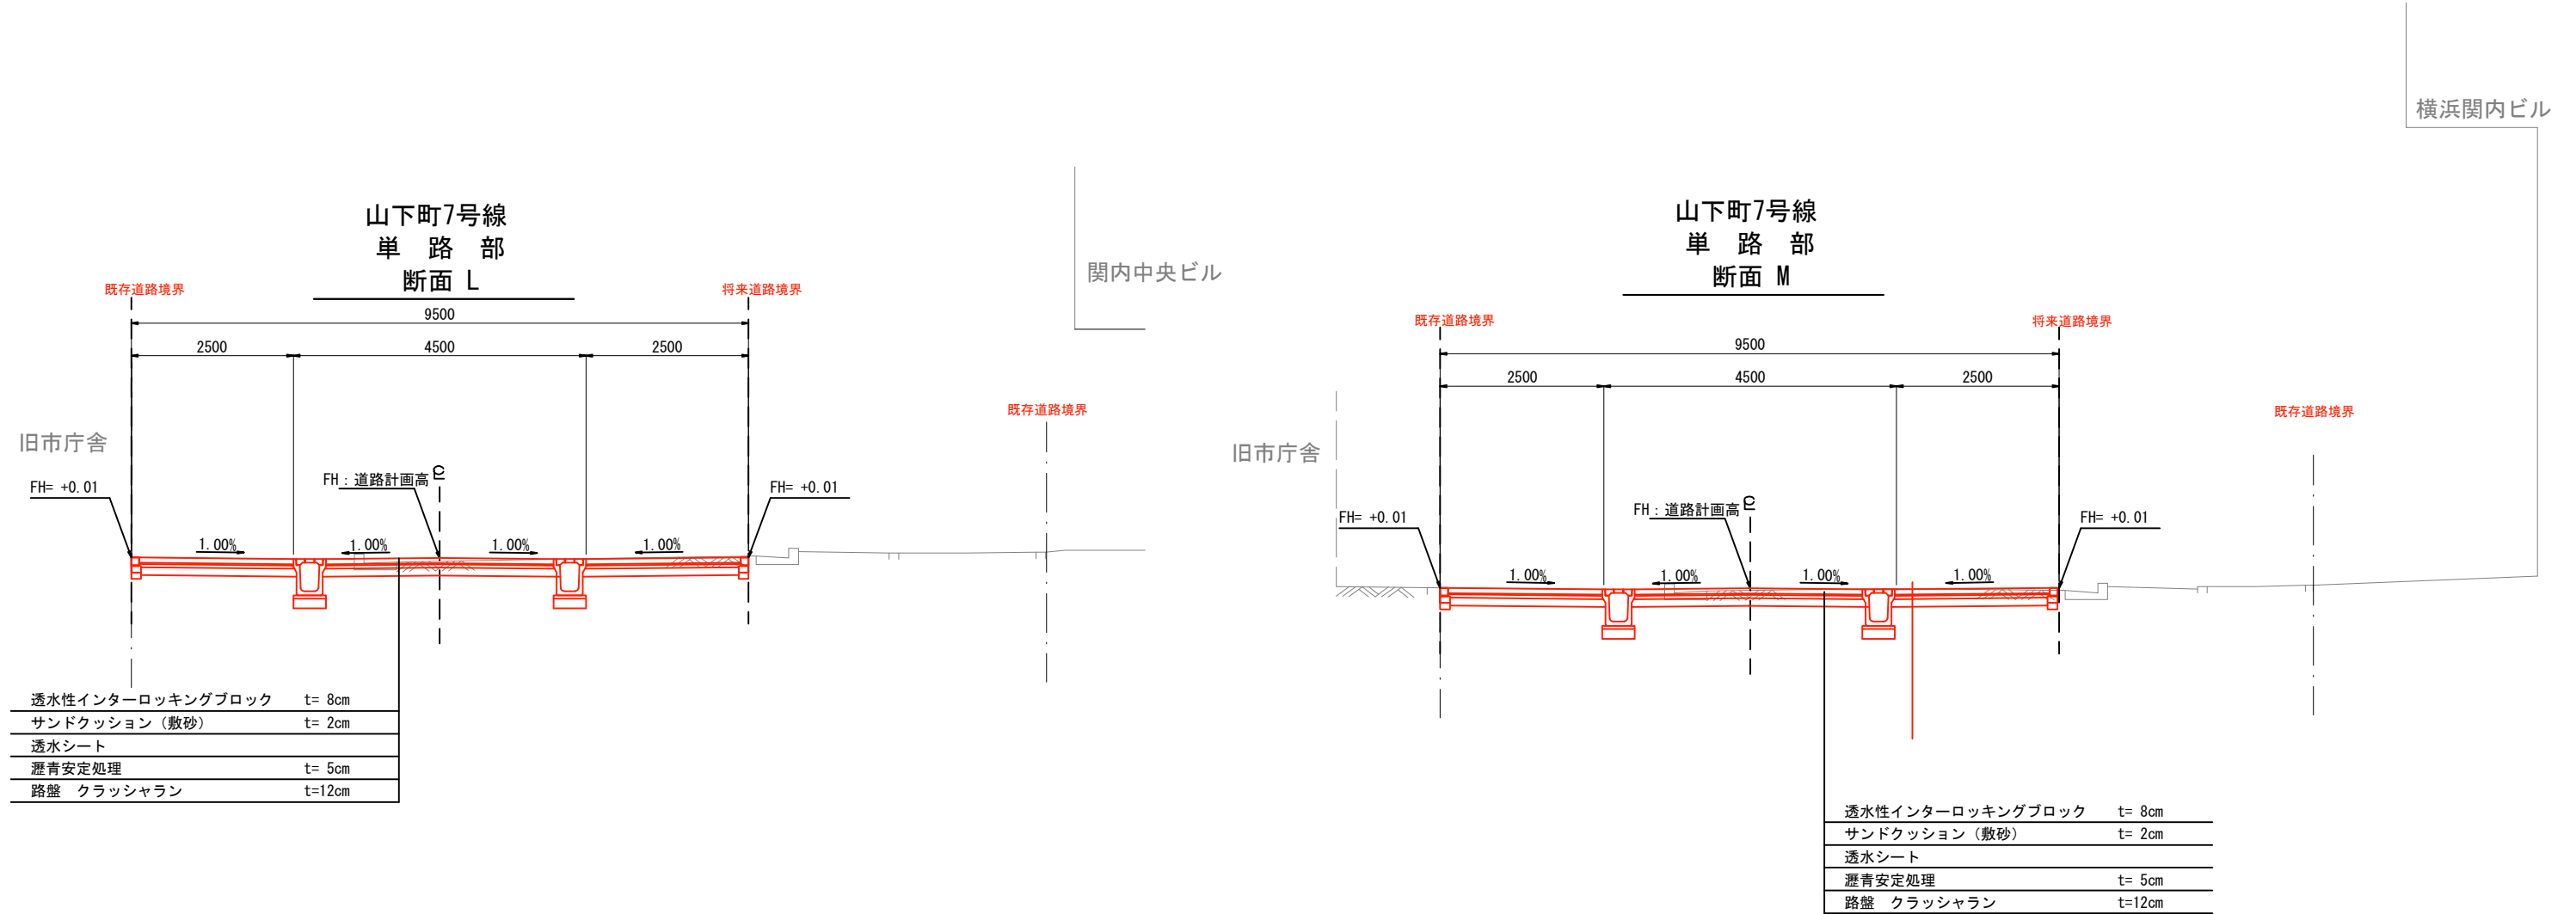 山下町7号線
単 路 部
断面 L
既存道路境界
将来道路境界
9500
2500
4500
2500
関内中央ビル
既存道路境界
旧市庁舎
FH= +0.01
FH：道路計画高
CL
FH= +0.01
1.00%
1.00%
1.00%
1.00%
透水性インターロッキングブロック t= 8cm
サンドクッション（敷砂） t= 2cm
透水シート
瀝青安定処理 t= 5cm
路盤 クラッシャラン t=12cm
横浜関内ビル
山下町7号線
単 路 部
断面 M
既存道路境界
将来道路境界
9500
2500
4500
2500
既存道路境界
旧市庁舎
FH= +0.01
FH：道路計画高
CL
FH= +0.01
1.00%
1.00%
1.00%
1.00%
透水性インターロッキングブロック t= 8cm
サンドクッション（敷砂） t= 2cm
透水シート
瀝青安定処理 t= 5cm
路盤 クラッシャラン t=12cm